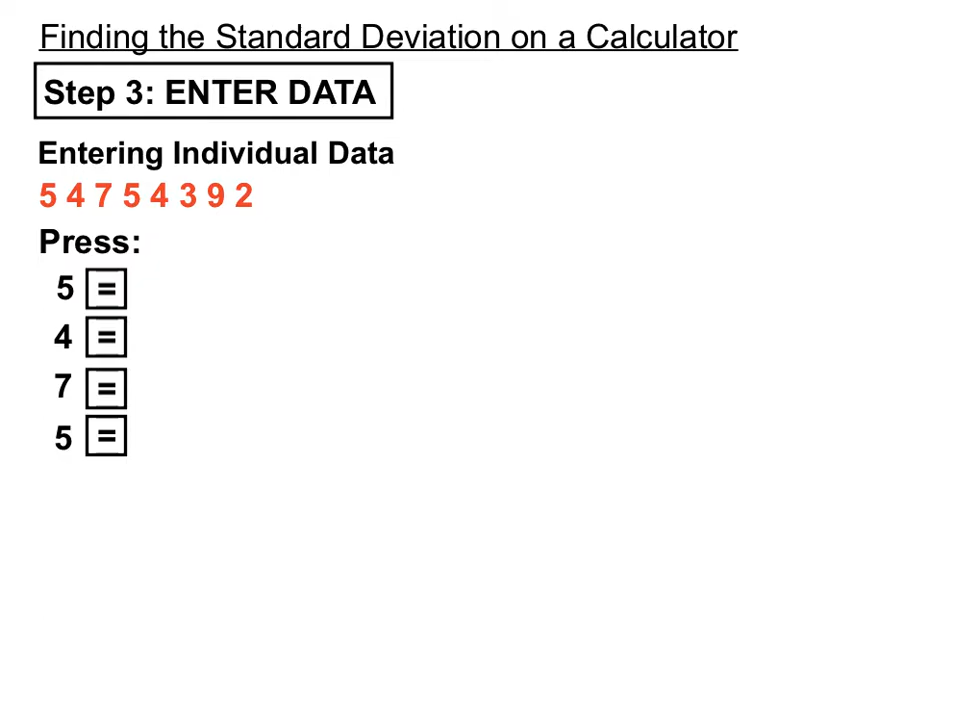 Finding the Standard Deviation on a Calculator
Step 3: ENTER DATA
Entering Individual Data
5 4 7 5 4 3 9 2
Press:
5 =
4 =
7 =
5 =